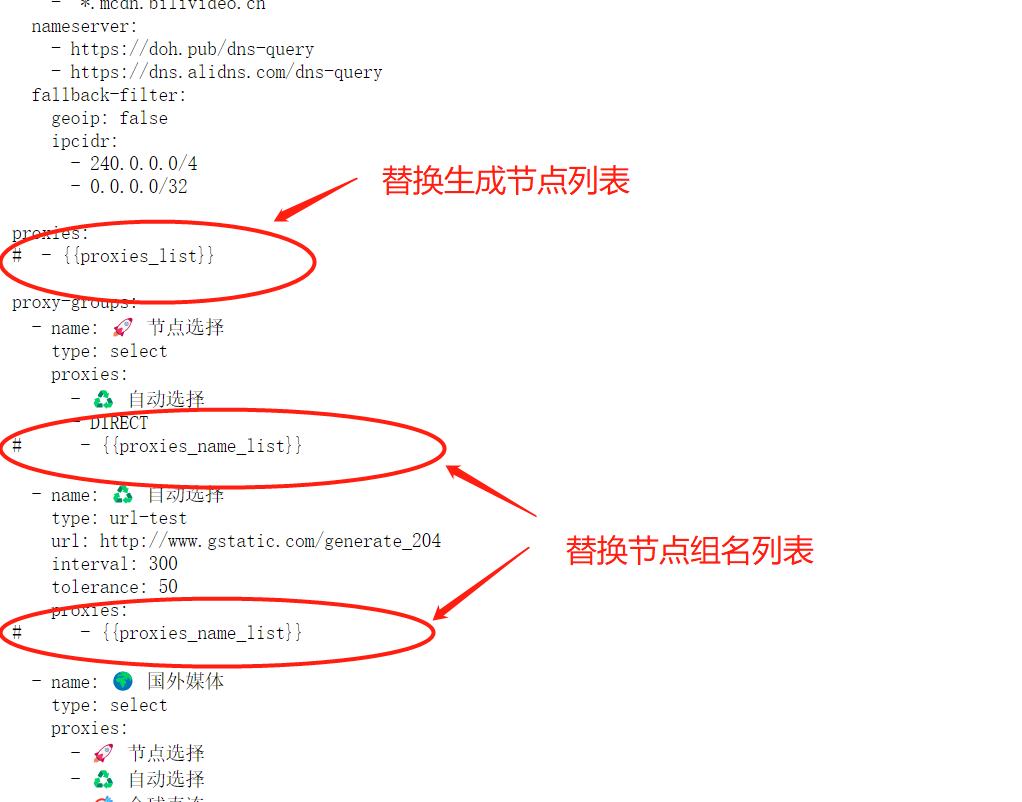 - *.mcdn.bilivideo.cn
nameserver:
- https://doh.pub/dns-query
- https://dns.alidns.com/dns-query
fallback-filter:
geoip: false
ipcidr:
- 240.0.0.0/4
- 0.0.0.0/32
替换生成节点列表
proxies:
# - {{proxies_list}}
proxy-groups:
- name: 🚀 节点选择
type: select
proxies:
- ♻️ 自动选择
- DIRECT
# - {{proxies_name_list}}
- name: ♻️ 自动选择
type: url-test
url: http://www.gstatic.com/generate_204
替换节点组名列表
interval: 300
tolerance: 50
proxies:
# - {{proxies_name_list}}
- name: 🌍 国外媒体
type: select
proxies:
- 🚀 节点选择
- ♻️ 自动选择
- 🎯 全球直连